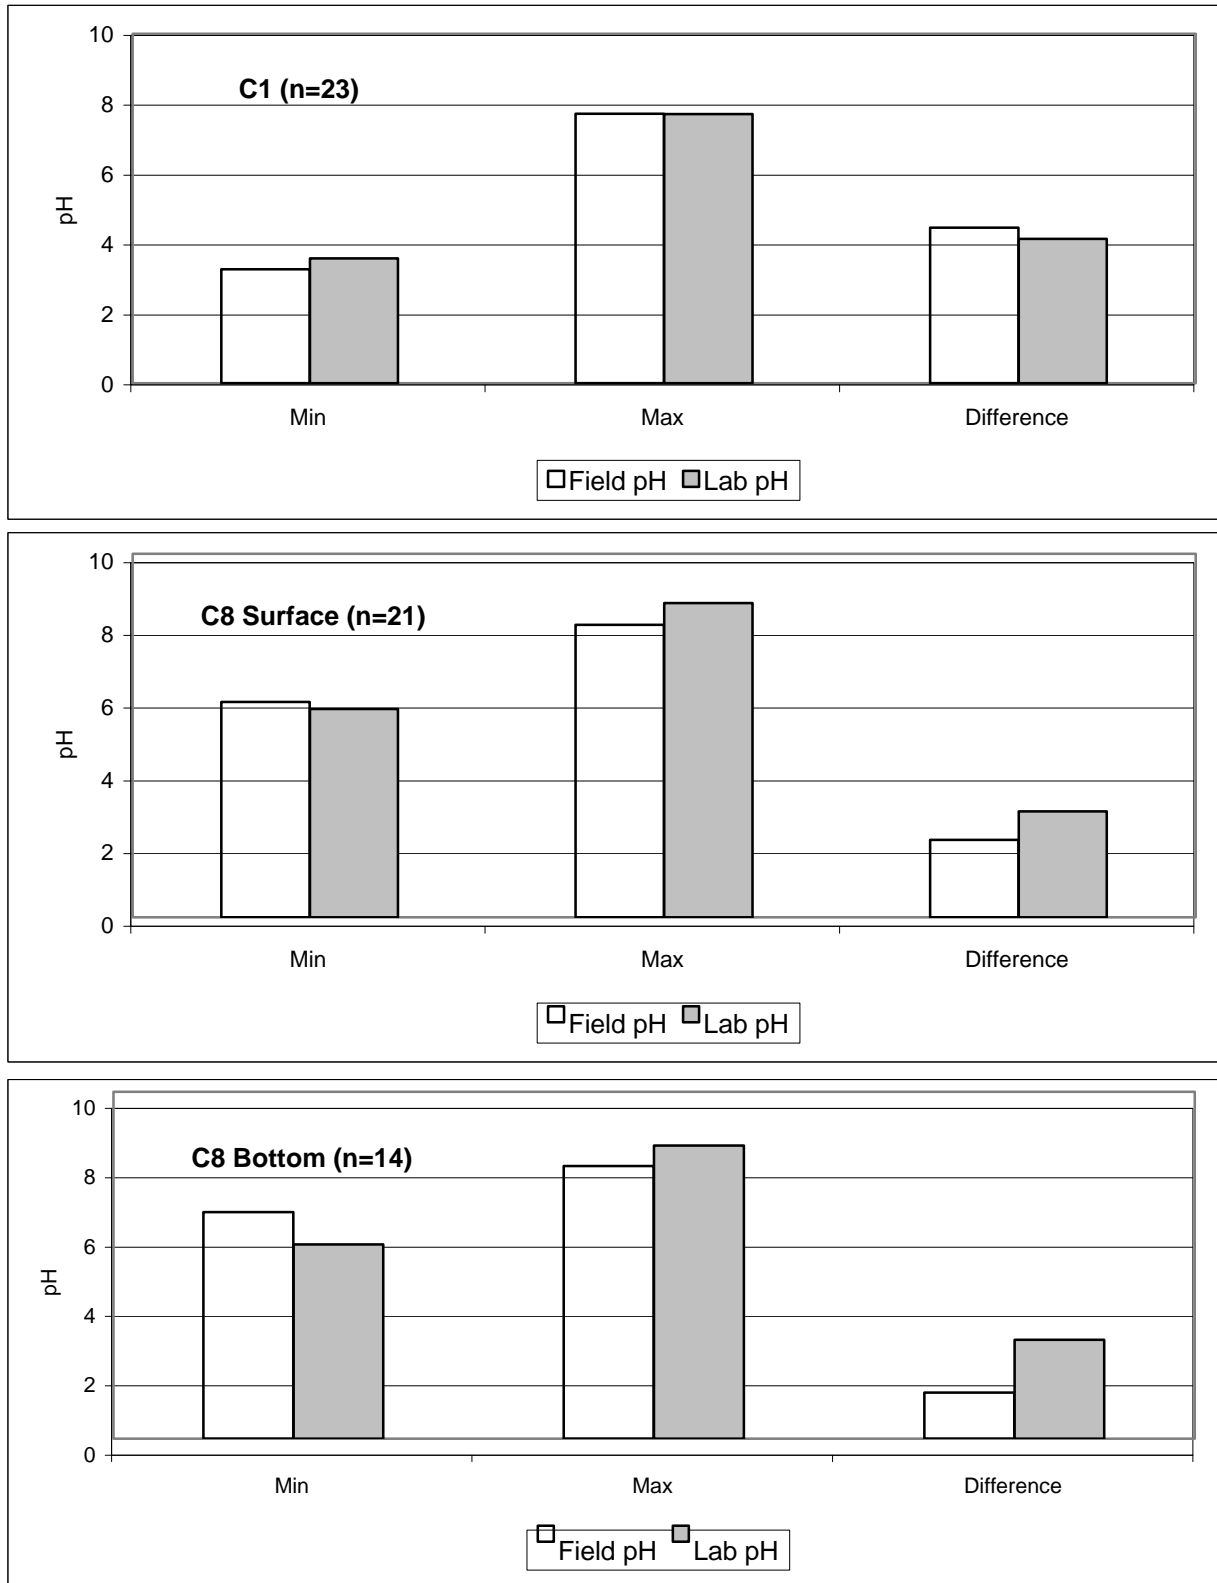 10
C1 (n=23)
8
6
pH
4
2
0
Min Max Difference
Field pH Lab pH
10
C8 Surface (n=21)
8
6
pH
4
2
0
Min Max Difference
Field pH Lab pH
10
C8 Bottom (n=14)
8
6
pH
4
2
0
Min Max Difference
Field pH Lab pH